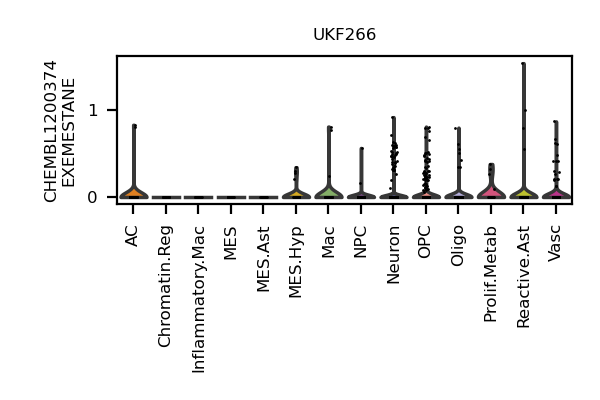 UKF266
CHEMBL1200374
EXEMESTANE
1
0
AC
Chromatin.Reg
Inflammatory.Mac
MES
MES.Ast
MES.Hyp
Mac
NPC
Neuron
OPC
Oligo
Prolif.Metab
Reactive.Ast
Vasc